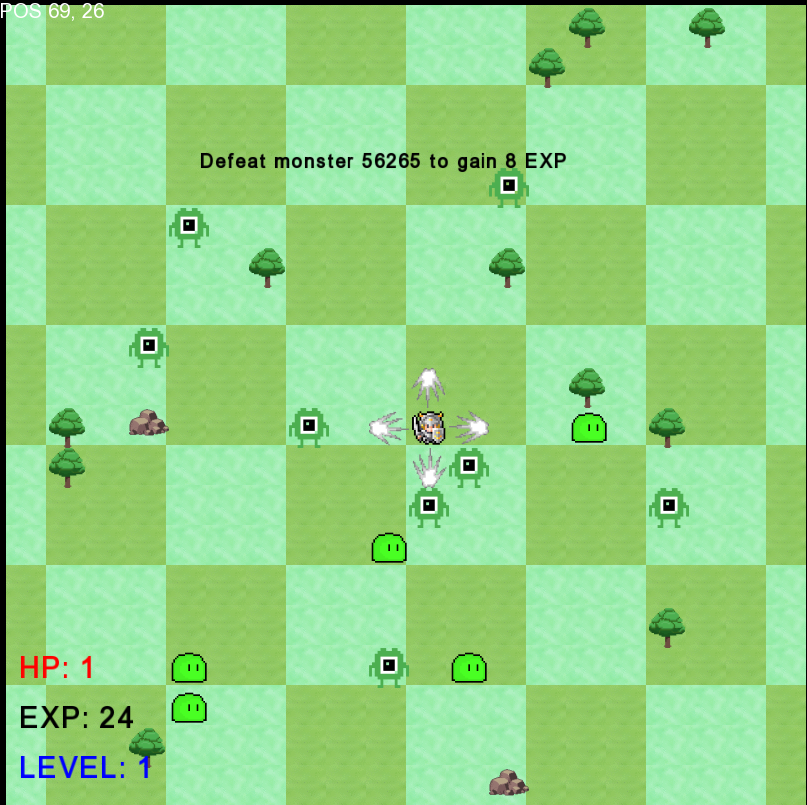 POS 69, 26
Defeat monster 56265 to gain 8 EXP
HP: 1
EXP: 24
LEVEL: 1